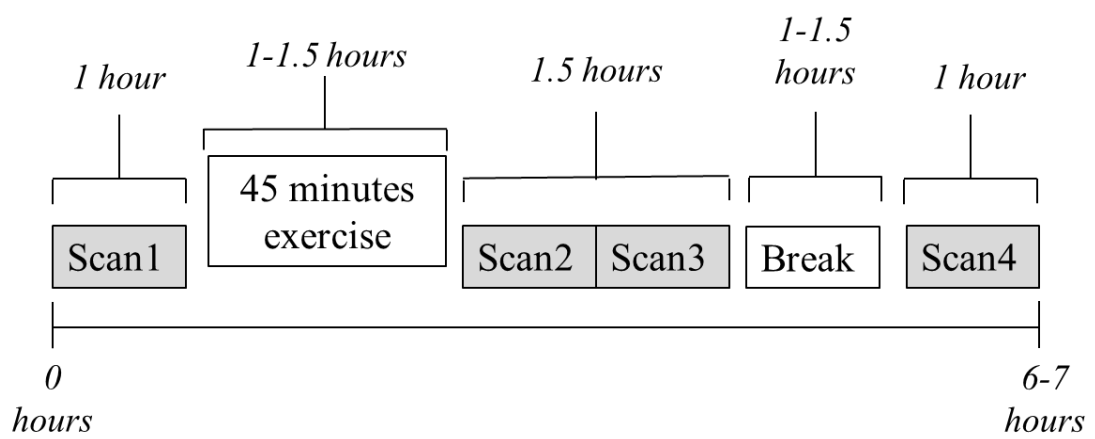 1 hour
1-1.5 hours
1.5 hours
1-1.5
hours
1 hour
Scan1
45 minutes
exercise
Scan2
Scan3
Break
Scan4
0
hours
6-7
hours